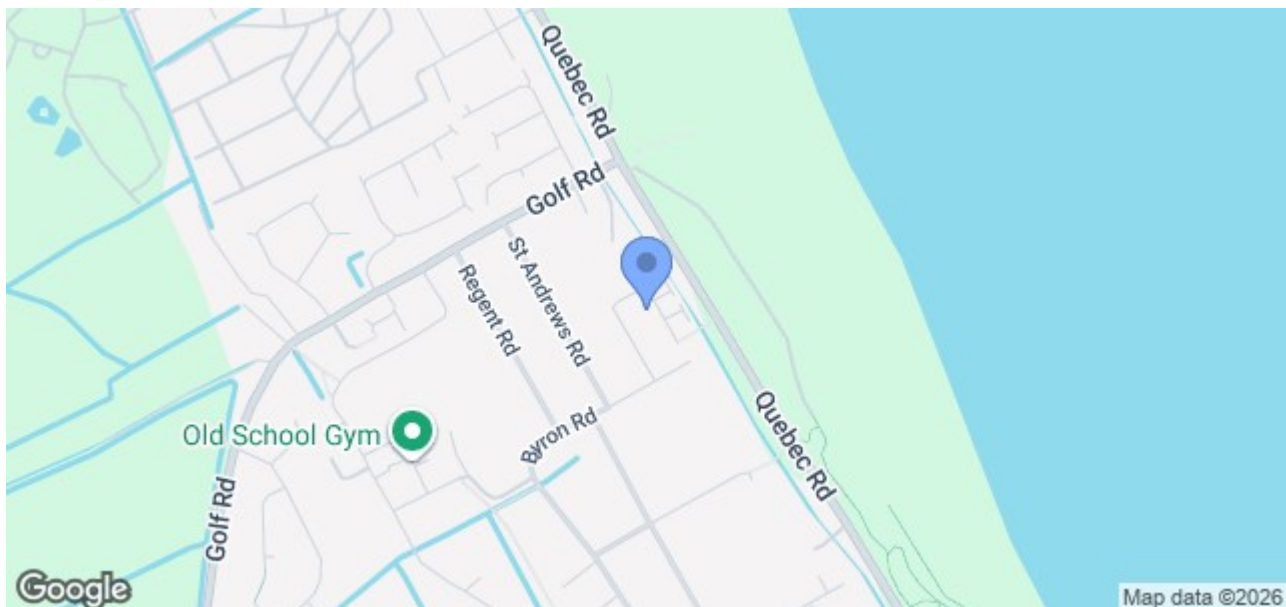 Quebec Rd
Golf Rd
St Andrews Rd
Regent Rd
Byron Rd
Old School Gym
Quebec Rd
Golf Rd
Google
Map data ©2026